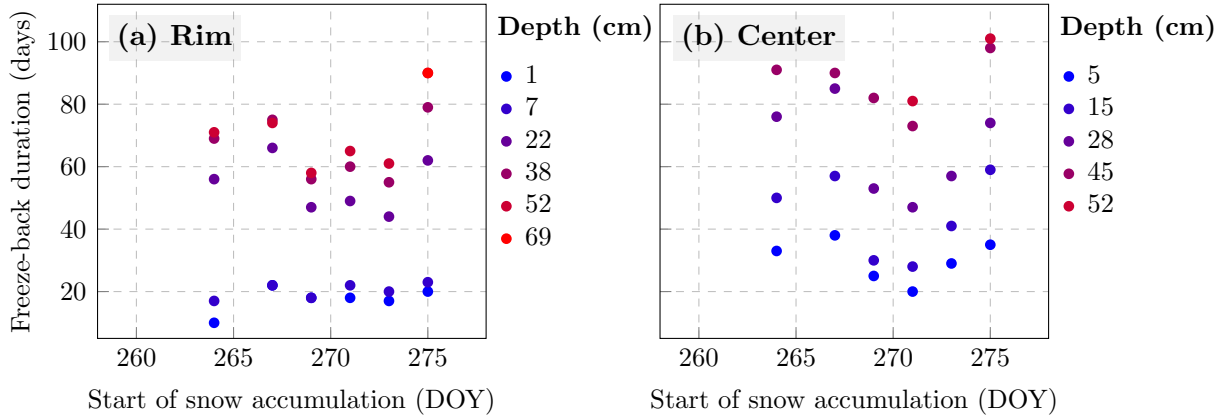 (a) Rim
Freeze-back duration (days)
100
80
60
40
20
260 265 270 275
Start of snow accumulation (DOY)
Depth (cm)
1
7
22
38
52
69
(b) Center
260 265 270 275
Start of snow accumulation (DOY)
Depth (cm)
5
15
28
45
52